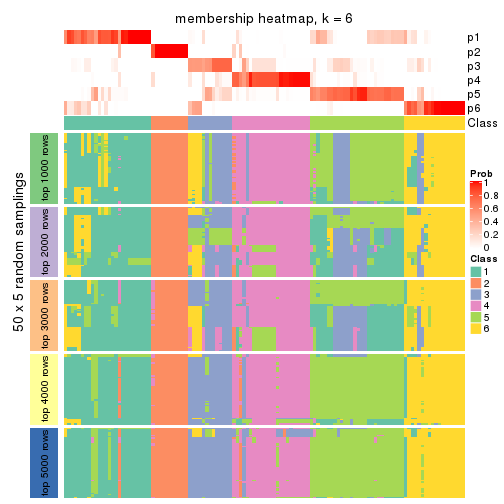 membership heatmap, k = 6
p1
p2
p3
p4
p5
p6
Class
50 x 5 random samplings
top 1000 rows
top 2000 rows
top 3000 rows
top 4000 rows
top 5000 rows
Prob
1
0.8
0.6
0.4
0.2
0
Class
1
2
3
4
5
6